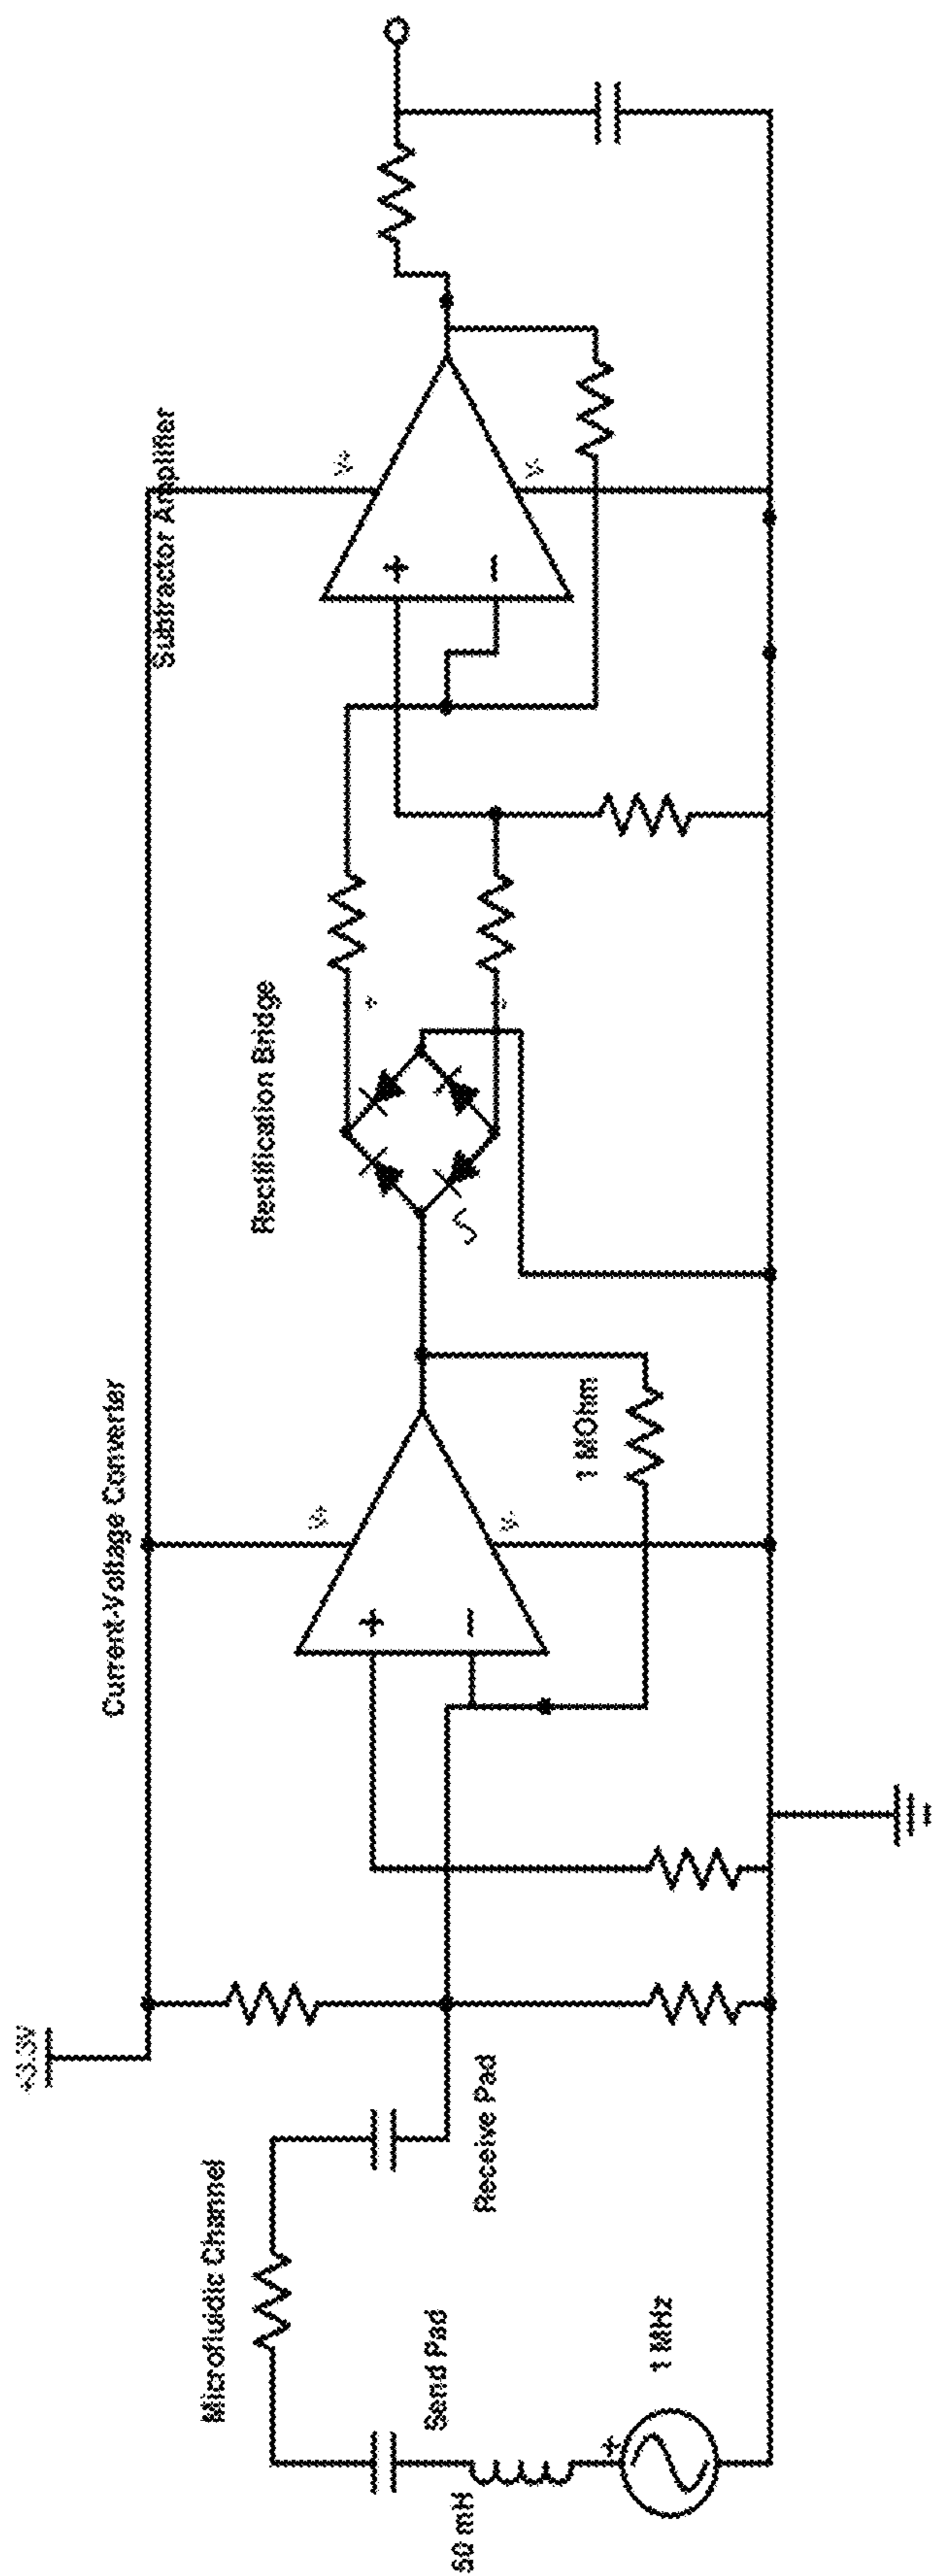 +3.3V
Current-Voltage Converter
Subtractor Amplifier
Microfluidic Channel
Rectification Bridge
V+
V+
+
+
+
−
−
-
V-
V-
Send Pad
Receive Pad
50 mH
+
1 MOhm
1 MHz